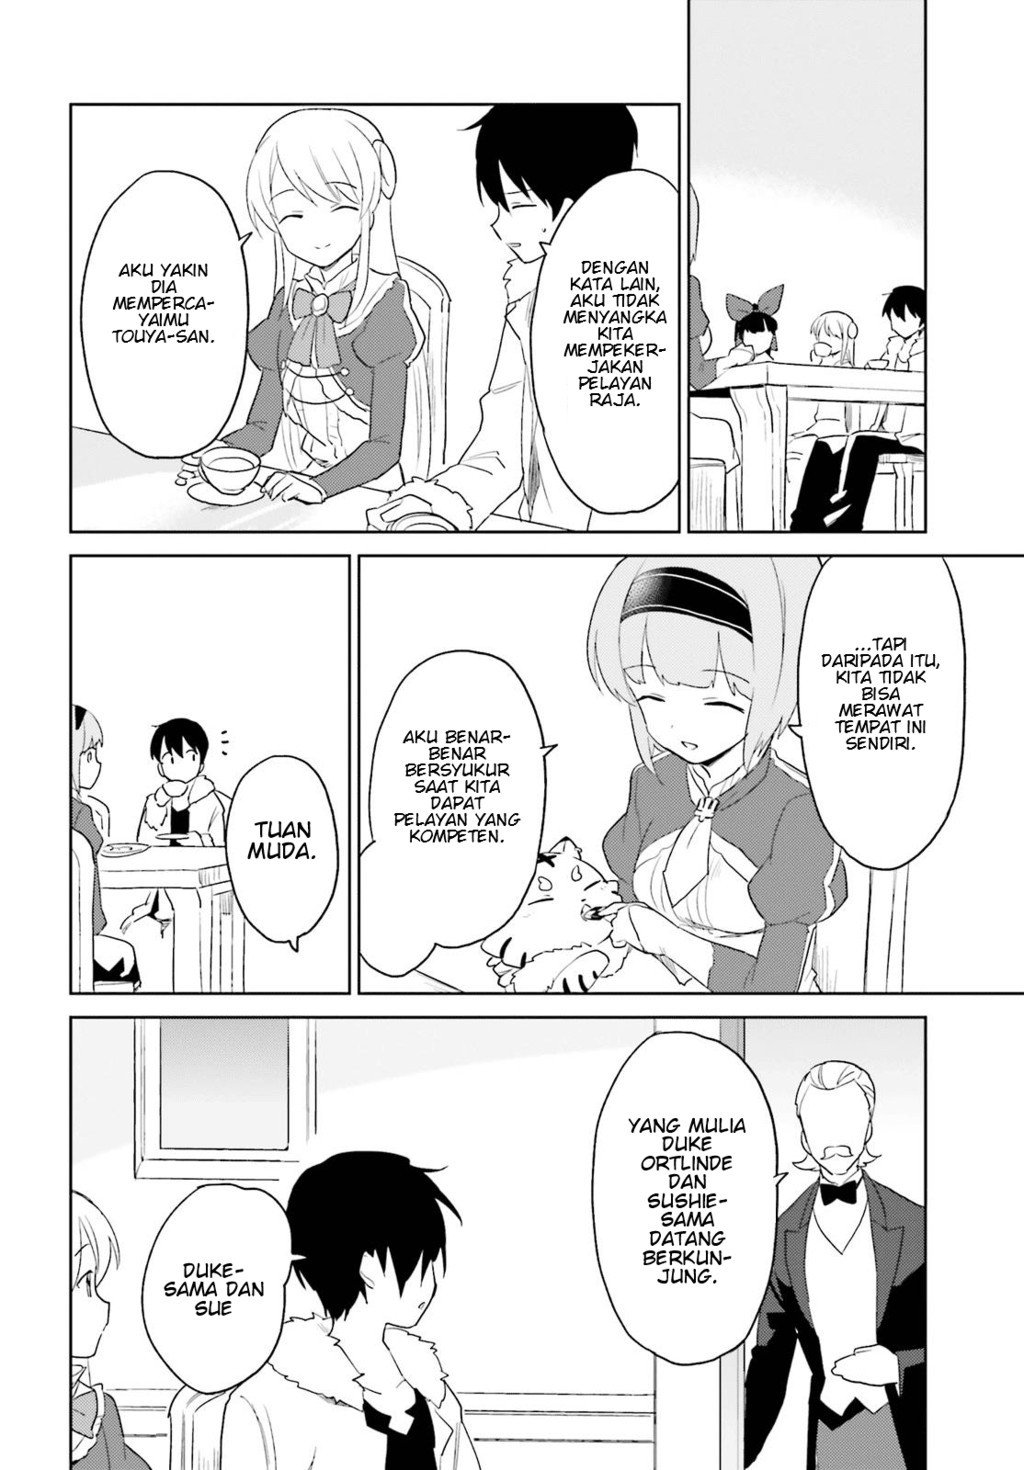 DENGAN
KATA LAIN,
AKU TIDAK
MENYANGKA
KITA
MEMPEKER-
JAKAN
PELAYAN
RAJA.
AKU YAKIN
DIA
MEMPERCA-
YAIMU
TOUYA-SAN.
...TAPI
DARIPADA ITU,
KITA TIDAK
BISA
MERAWAT
TEMPAT INI
SENDIRI.
AKU BENAR-
BENAR
BERSYUKUR
SAAT KITA
DAPAT
PELAYAN YANG
KOMPETEN.
TUAN
MUDA.
YANG MULIA
DUKE
ORTLINDE
DAN
SUSHIE-
SAMA
DATANG
BERKUN-
JUNG.
DUKE-
SAMA DAN
SUE